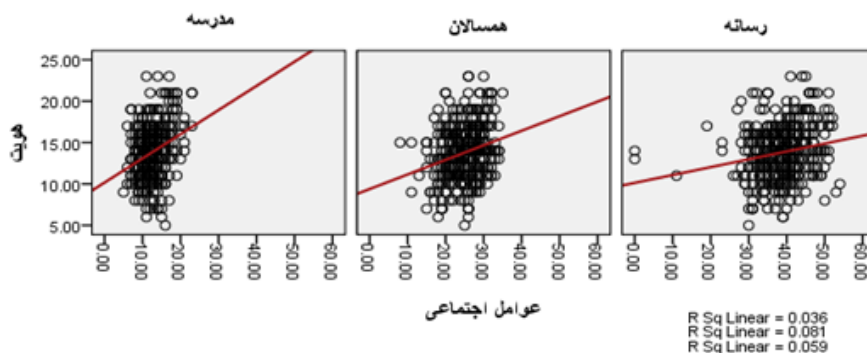 مدرسه
همسالان
رسانه
هویت
25.00
20.00
15.00
10.00
5.00
0.00 10.00 20.00 30.00 40.00 50.00 60.00
0.00 10.00 20.00 30.00 40.00 50.00 60.00
0.00 10.00 20.00 30.00 40.00 50.00 60.00
عوامل اجتماعی
R Sq Linear = 0.036
R Sq Linear = 0.081
R Sq Linear = 0.059